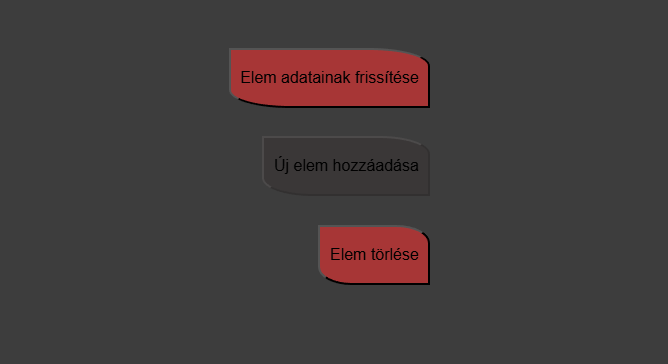 Elem adatainak frissítése
Új elem hozzáadása
Elem törlése